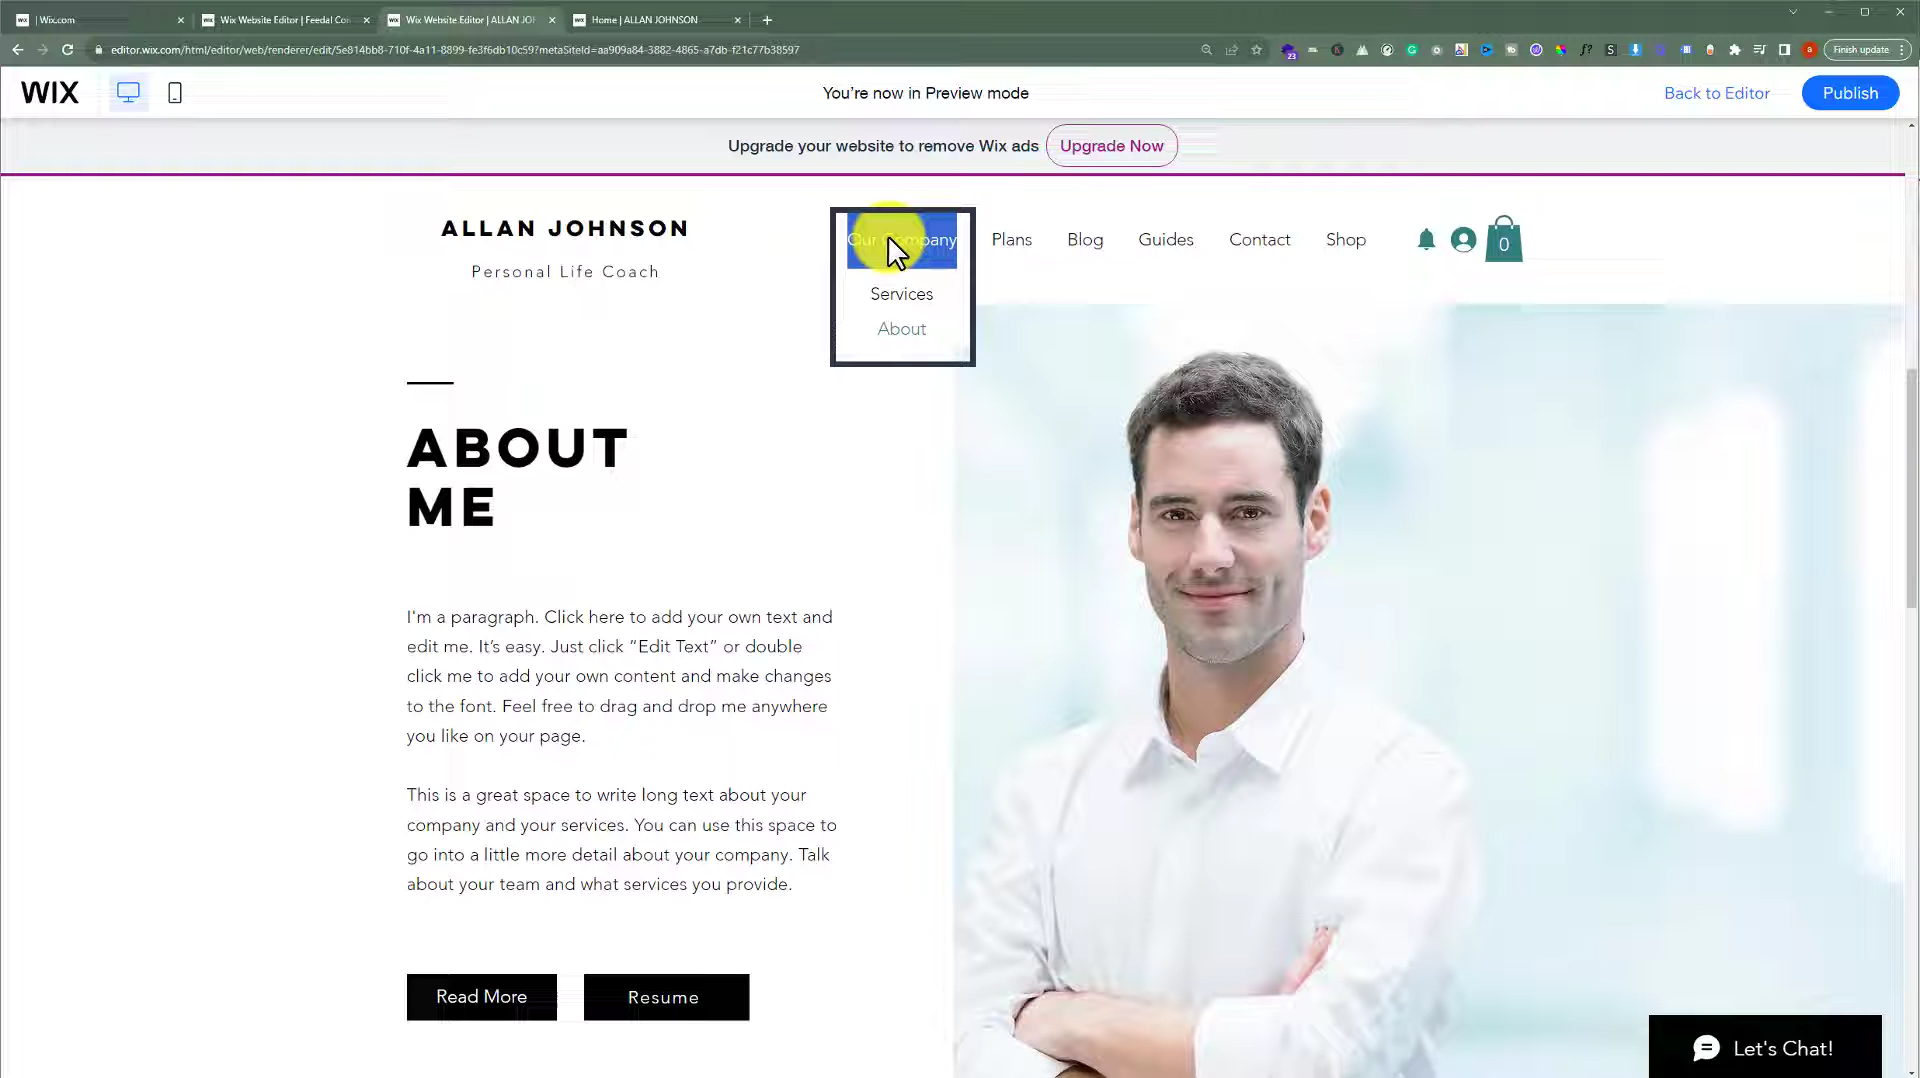 | Wix.com
Wix Website Editor | Feedal Co
Wix Website Editor | ALLAN JO
Home | ALLAN JOHNSON
editor.wix.com/html/editor/web/renderer/edit/5e814bb8-710f-4a11-8899-fe3f6db10c59?metaSiteId=aa909a84-3882-4865-a7db-f21c77b38597
23
Finish update
WIX
You're now in Preview mode
Back to Editor
Publish
Upgrade your website to remove Wix ads
Upgrade Now
ALLAN JOHNSON
Personal Life Coach
Our Company
Plans
Blog
Guides
Contact
Shop
0
Services
About
ABOUT
ME
I'm a paragraph. Click here to add your own text and
edit me. It’s easy. Just click “Edit Text” or double
click me to add your own content and make changes
to the font. Feel free to drag and drop me anywhere
you like on your page.
This is a great space to write long text about your
company and your services. You can use this space to
go into a little more detail about your company. Talk
about your team and what services you provide.
Read More
Resume
Let's Chat!